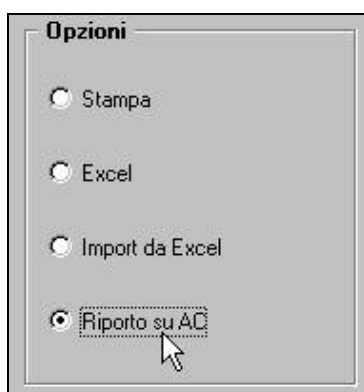 Opzioni
Stampa
Excel
Import da Excel
Riporto su AC